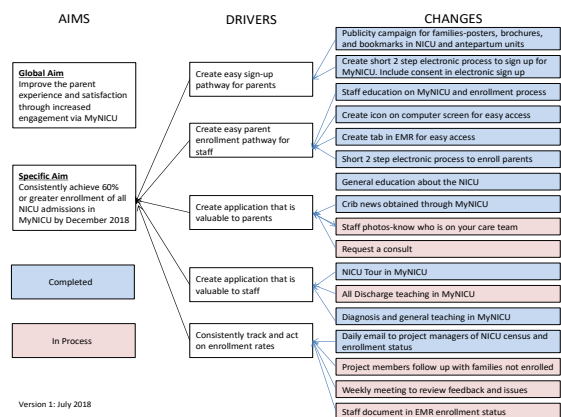 AIMS
DRIVERS
CHANGES
Global Aim
Improve the parent
experience and satisfaction
through increased
engagement via MyNICU
Specific Aim
Consistently achieve 60%
or greater enrollment of all
NICU admissions in
MyNICU by December 2018
Completed
In Process
Version 1: July 2018
Create easy sign-up
pathway for parents
Create easy parent
enrollment pathway for
staff
Create application that is
valuable to parents
Create application that is
valuable to staff
Consistently track and act
on enrollment rates
Publicity campaign for families-posters, brochures,
and bookmarks in NICU and antepartum units
Create short 2 step electronic process to sign up for
MyNICU. Include consent in electronic sign up
Staff education on MyNICU and enrollment process
Create icon on computer screen for easy access
Create tab in EMR for easy access
Short 2 step electronic process to enroll parents
General education about the NICU
Crib news obtained through MyNICU
Staff photos-know who is on your care team
Request a consult
NICU Tour in MyNICU
All Discharge teaching in MyNICU
Diagnosis and general teaching in MyNICU
Daily email to project managers of NICU census and
enrollment status
Project members follow up with families not enrolled
Weekly meeting to review feedback and issues
Staff document in EMR enrollment status